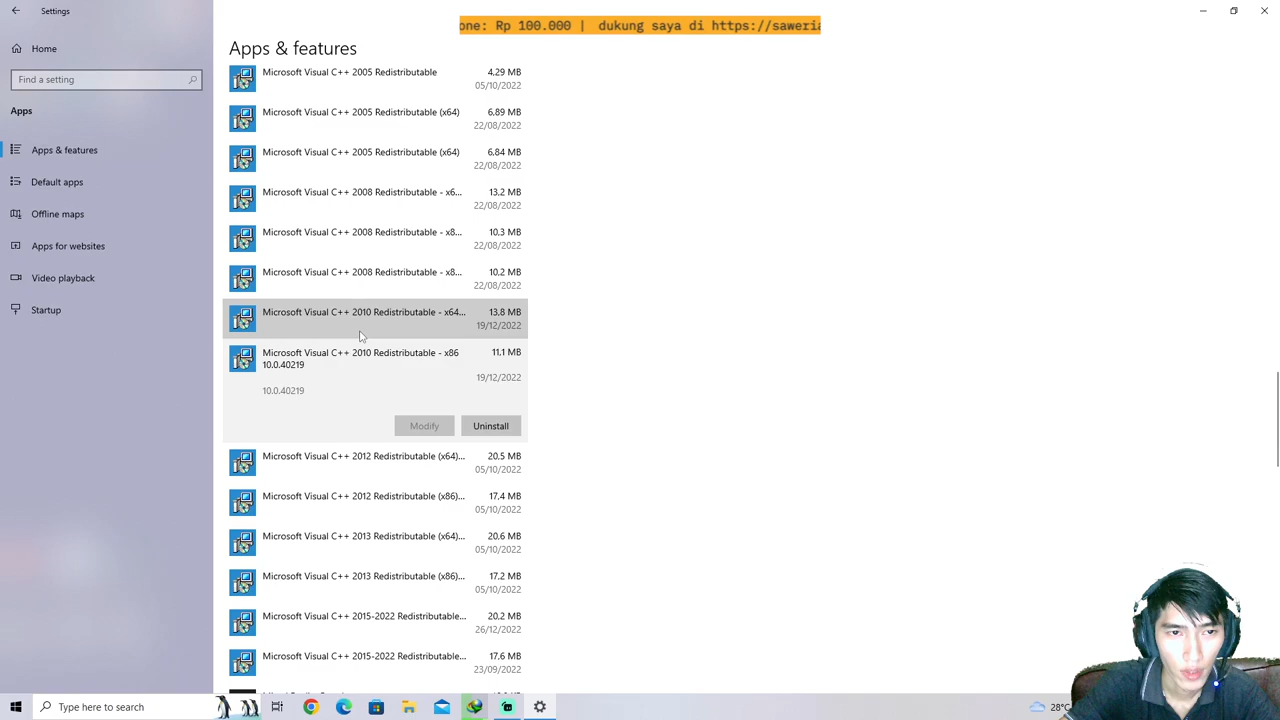 Settings
one: Rp 100.000 | dukung saya di https://saweria
Home
Find a setting
Apps
Apps & features
Default apps
Offline maps
Apps for websites
Video playback
Startup
Apps & features
Microsoft Visual C++ 2005 Redistributable 4,29 MB
05/10/2022
Microsoft Visual C++ 2005 Redistributable (x64) 6,89 MB
22/08/2022
Microsoft Visual C++ 2005 Redistributable (x64) 6,84 MB
22/08/2022
Microsoft Visual C++ 2008 Redistributable - x6... 13,2 MB
22/08/2022
Microsoft Visual C++ 2008 Redistributable - x8... 10,3 MB
22/08/2022
Microsoft Visual C++ 2008 Redistributable - x8... 10,2 MB
22/08/2022
Microsoft Visual C++ 2010 Redistributable - x64... 13,8 MB
19/12/2022
Microsoft Visual C++ 2010 Redistributable - x86 11,1 MB
10.0.40219
19/12/2022
10.0.40219
Modify Uninstall
Microsoft Visual C++ 2012 Redistributable (x64)... 20,5 MB
05/10/2022
Microsoft Visual C++ 2012 Redistributable (x86)... 17,4 MB
05/10/2022
Microsoft Visual C++ 2013 Redistributable (x64)... 20,6 MB
05/10/2022
Microsoft Visual C++ 2013 Redistributable (x86)... 17,2 MB
05/10/2022
Microsoft Visual C++ 2015-2022 Redistributable... 20,2 MB
26/12/2022
Microsoft Visual C++ 2015-2022 Redistributable... 17,6 MB
23/09/2022
Type here to search
28°